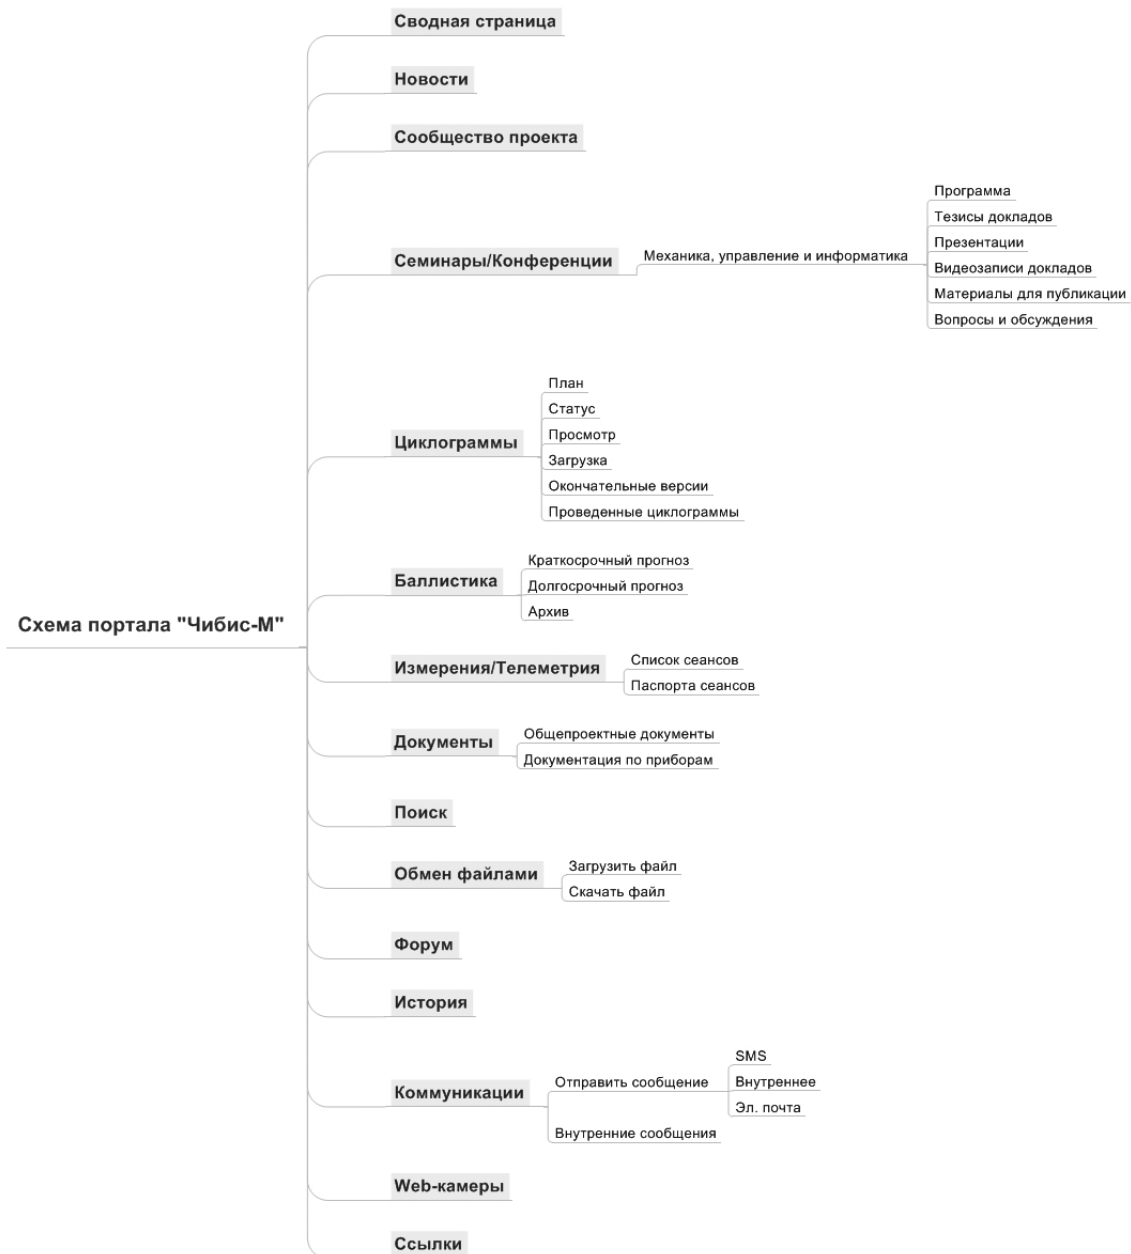 Схема портала "Чибис-М"
Сводная страница
Новости
Сообщество проекта
Семинары/Конференции
Механика, управление и информатика
Программа
Тезисы докладов
Презентации
Видеозаписи докладов
Материалы для публикации
Вопросы и обсуждения
Циклограммы
План
Статус
Просмотр
Загрузка
Окончательные версии
Проведенные циклограммы
Баллистика
Краткосрочный прогноз
Долгосрочный прогноз
Архив
Измерения/Телеметрия
Список сеансов
Паспорта сеансов
Документы
Общепроектные документы
Документация по приборам
Поиск
Обмен файлами
Загрузить файл
Скачать файл
Форум
История
Коммуникации
Отправить сообщение
SMS
Внутреннее
Эл. почта
Внутренние сообщения
Web-камеры
Ссылки